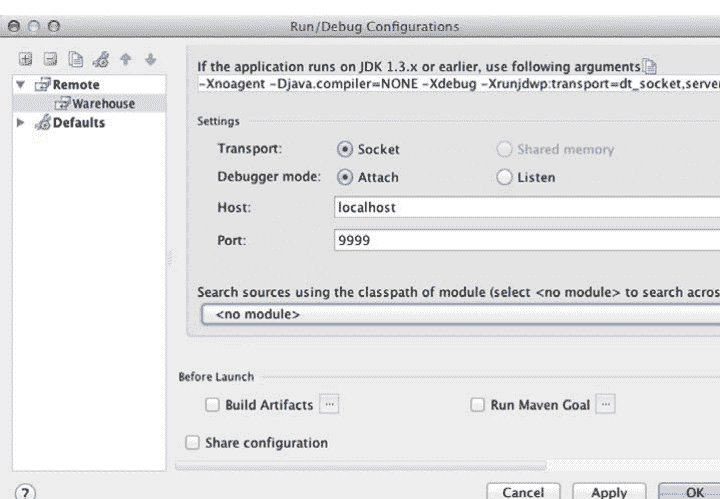 Run/Debug Configurations
Remote
Warehouse
Defaults
If the application runs on JDK 1.3.x or earlier, use following arguments
-Xnoagent -Djava.compiler=NONE -Xdebug -Xrunjdwp:transport=dt_socket,server
Settings
Transport: Socket Shared memory
Debugger mode: Attach Listen
Host: localhost
Port: 9999
Search sources using the classpath of module (select <no module> to search acros
<no module>
Before Launch
Build Artifacts ... Run Maven Goal ...
Share configuration
? Cancel Apply OK